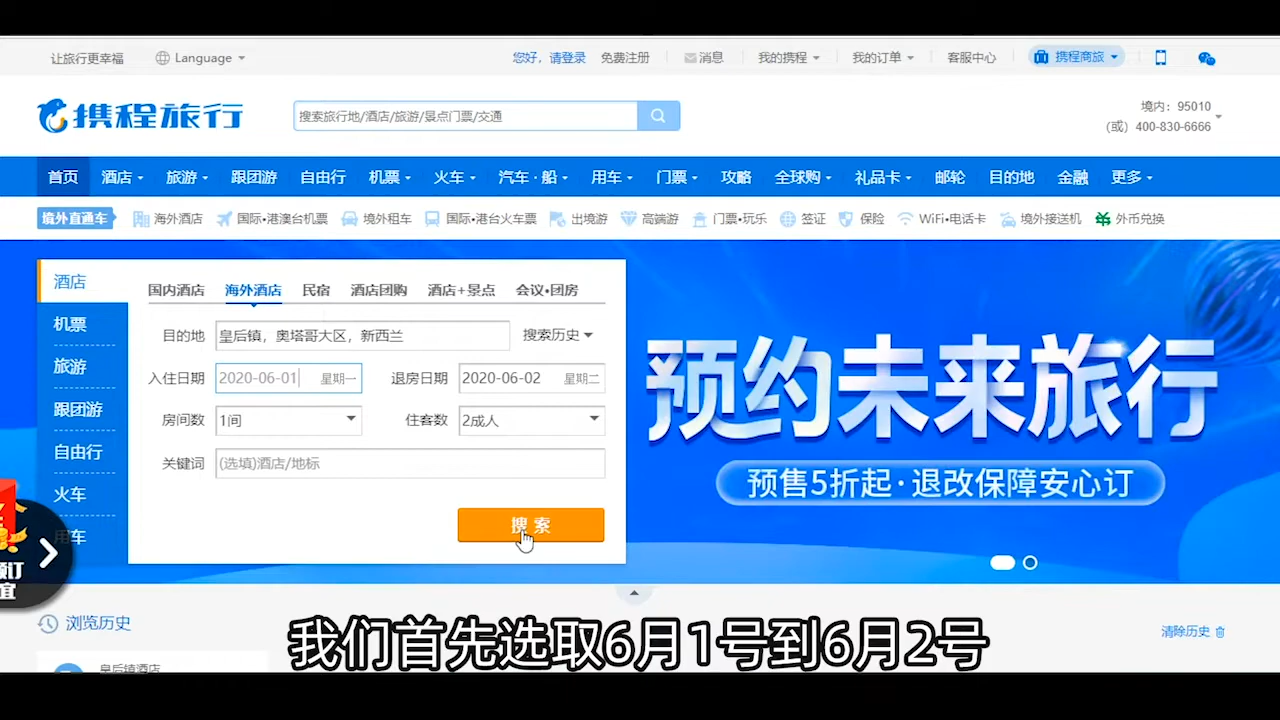 让旅行更幸福 Language 您好，请登录 免费注册 消息 我的携程 我的订单 客服中心 携程商旅
携程旅行
搜索旅行地/酒店/旅游/景点门票/交通
境内：95010
(或) 400-830-6666
首页 酒店 旅游 跟团游 自由行 机票 火车 汽车·船 用车 门票 攻略 全球购 礼品卡 邮轮 目的地 金融 更多
境外直通车 海外酒店 国际·港澳台机票 境外租车 国际·港台火车票 出境游 高端游 门票·玩乐 签证 保险 WiFi·电话卡 境外接送机 外币兑换
酒店
机票
旅游
跟团游
自由行
火车
用车
国内酒店 海外酒店 民宿 酒店团购 酒店+景点 会议·团房
目的地 皇后镇，奥塔哥大区，新西兰 搜索历史
入住日期 2020-06-01 星期一 退房日期 2020-06-02 星期二
房间数 1间 住客数 2成人
关键词 (选填)酒店/地标
搜索
预约未来旅行
预售5折起·退改保障安心订
浏览历史
清除历史
皇后镇酒店
我们首先选取6月1号到6月2号